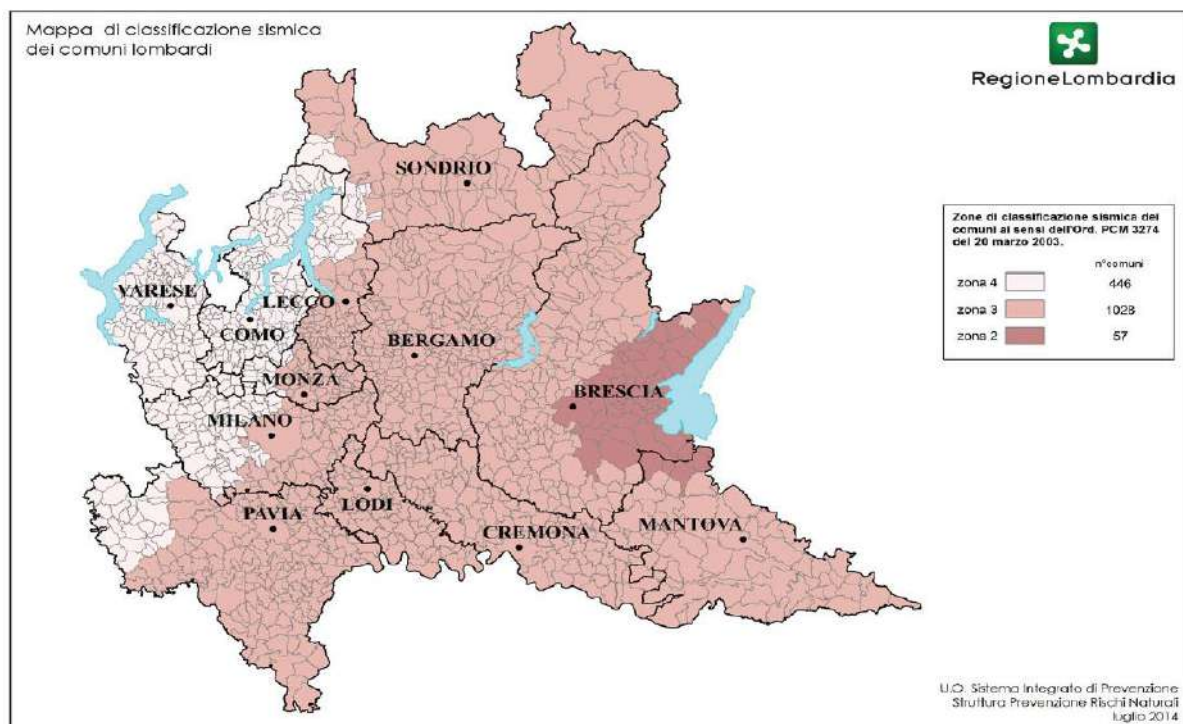 Mappa di classificazione sismica
dei comuni lombardi
RegioneLombardia
SONDRIO
VARESE
LECCO
COMO
BERGAMO
MONZA
BRESCIA
MILANO
LODI
PAVIA
CREMONA
MANTOVA
Zone di classificazione sismica dei
comuni ai sensi dell'Ord. PCM 3274
del 20 marzo 2003.
n°comuni
zona 4 446
zona 3 1028
zona 2 57
U.O. Sistema Integrato di Prevenzione
Struttura Prevenzione Rischi Naturali
luglio 2014